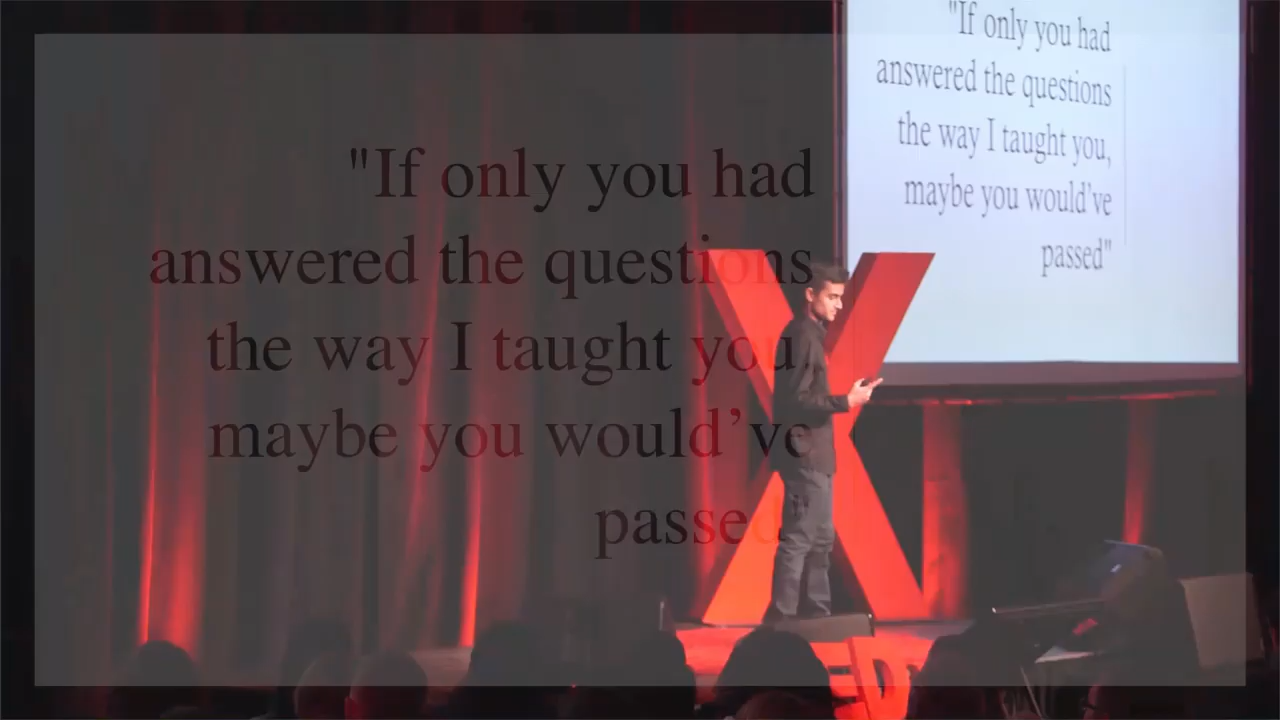 "If only you had
answered the questions
the way I taught you,
maybe you would've
passed"
"If only you had
answered the questions
the way I taught you,
maybe you would’ve
passed"
X
ED